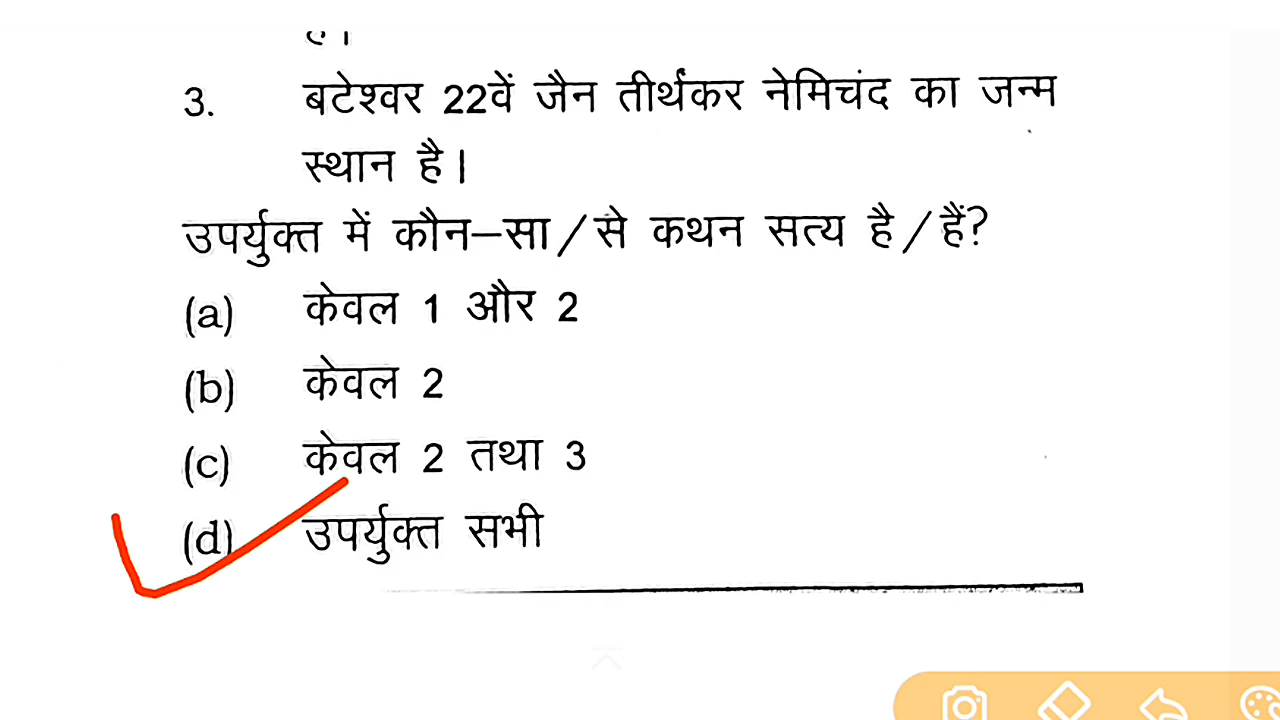 3. बटेश्वर 22वें जैन तीर्थंकर नेमिचंद का जन्म
स्थान है।
उपर्युक्त में कौन–सा/से कथन सत्य है/हैं?
(a) केवल 1 और 2
(b) केवल 2
(c) केवल 2 तथा 3
(d) उपर्युक्त सभी